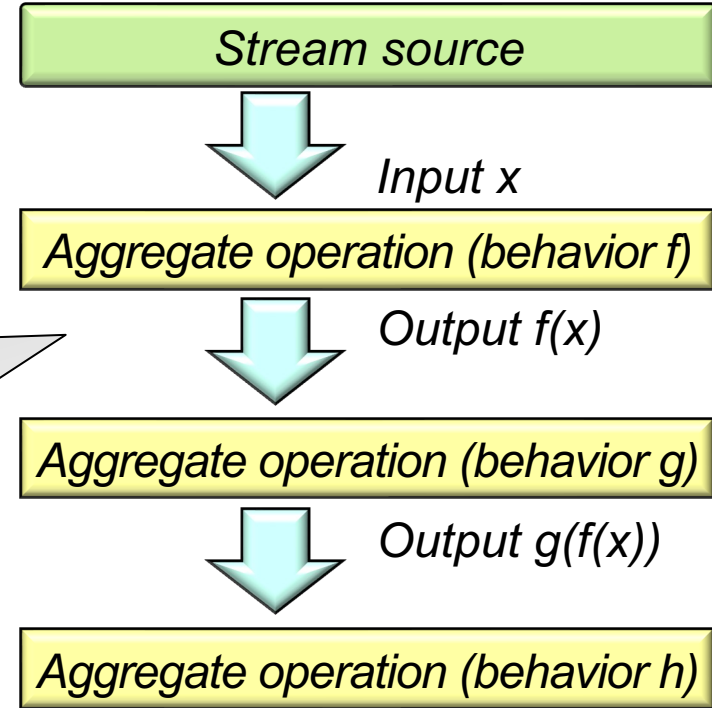 Stream source
Input x
Aggregate operation (behavior f)
Output f(x)
Aggregate operation (behavior g)
Output g(f(x))
Aggregate operation (behavior h)